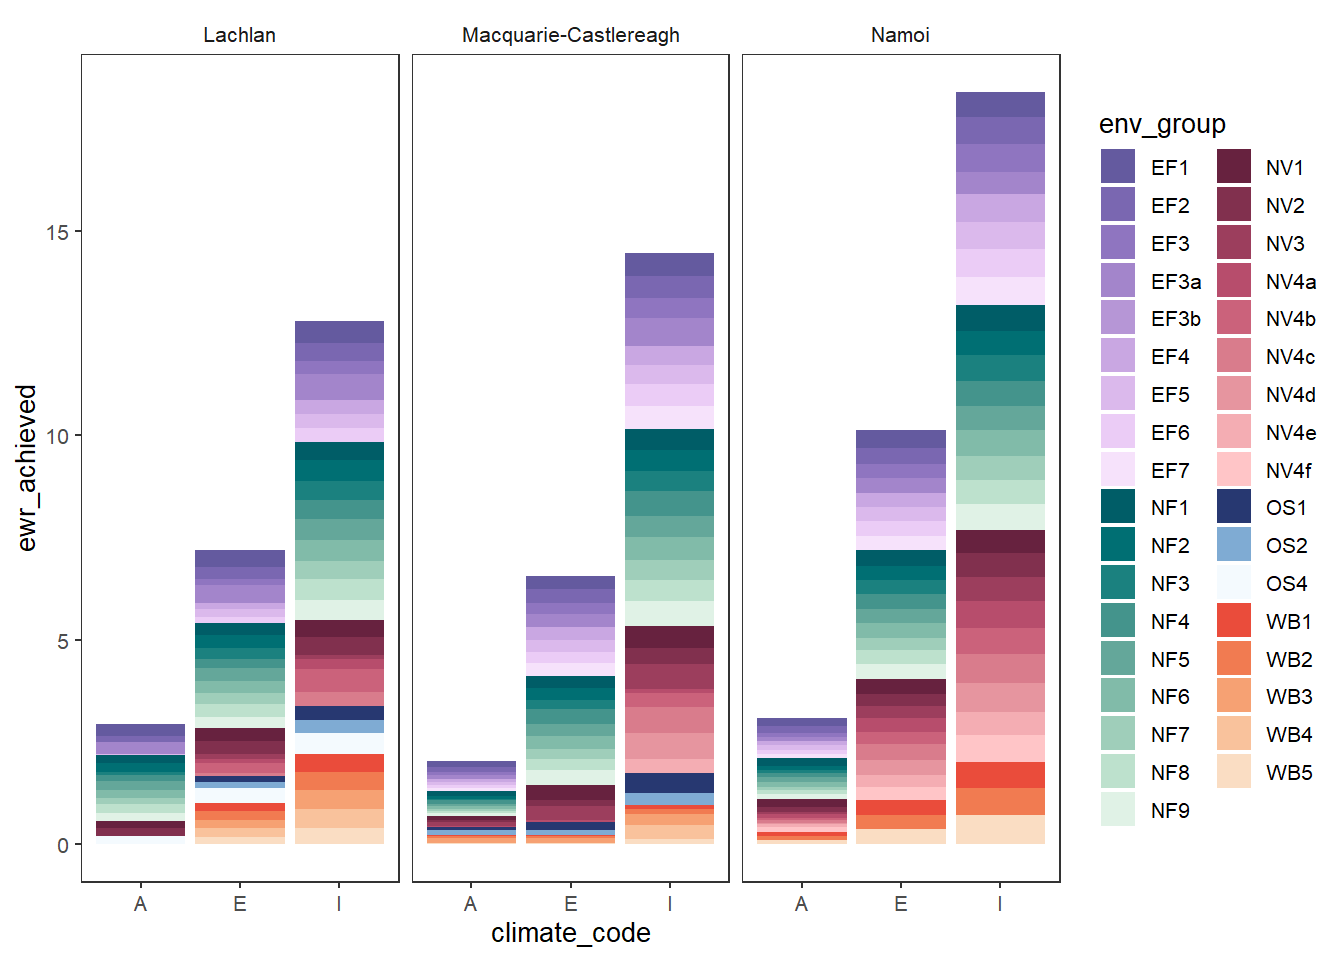 Lachlan
Macquarie-Castlereagh
Namoi
ewr_achieved
15
10
5
0
A
E
I
A
E
I
A
E
I
climate_code
env_group
EF1
EF2
EF3
EF3a
EF3b
EF4
EF5
EF6
EF7
NF1
NF2
NF3
NF4
NF5
NF6
NF7
NF8
NF9
NV1
NV2
NV3
NV4a
NV4b
NV4c
NV4d
NV4e
NV4f
OS1
OS2
OS4
WB1
WB2
WB3
WB4
WB5